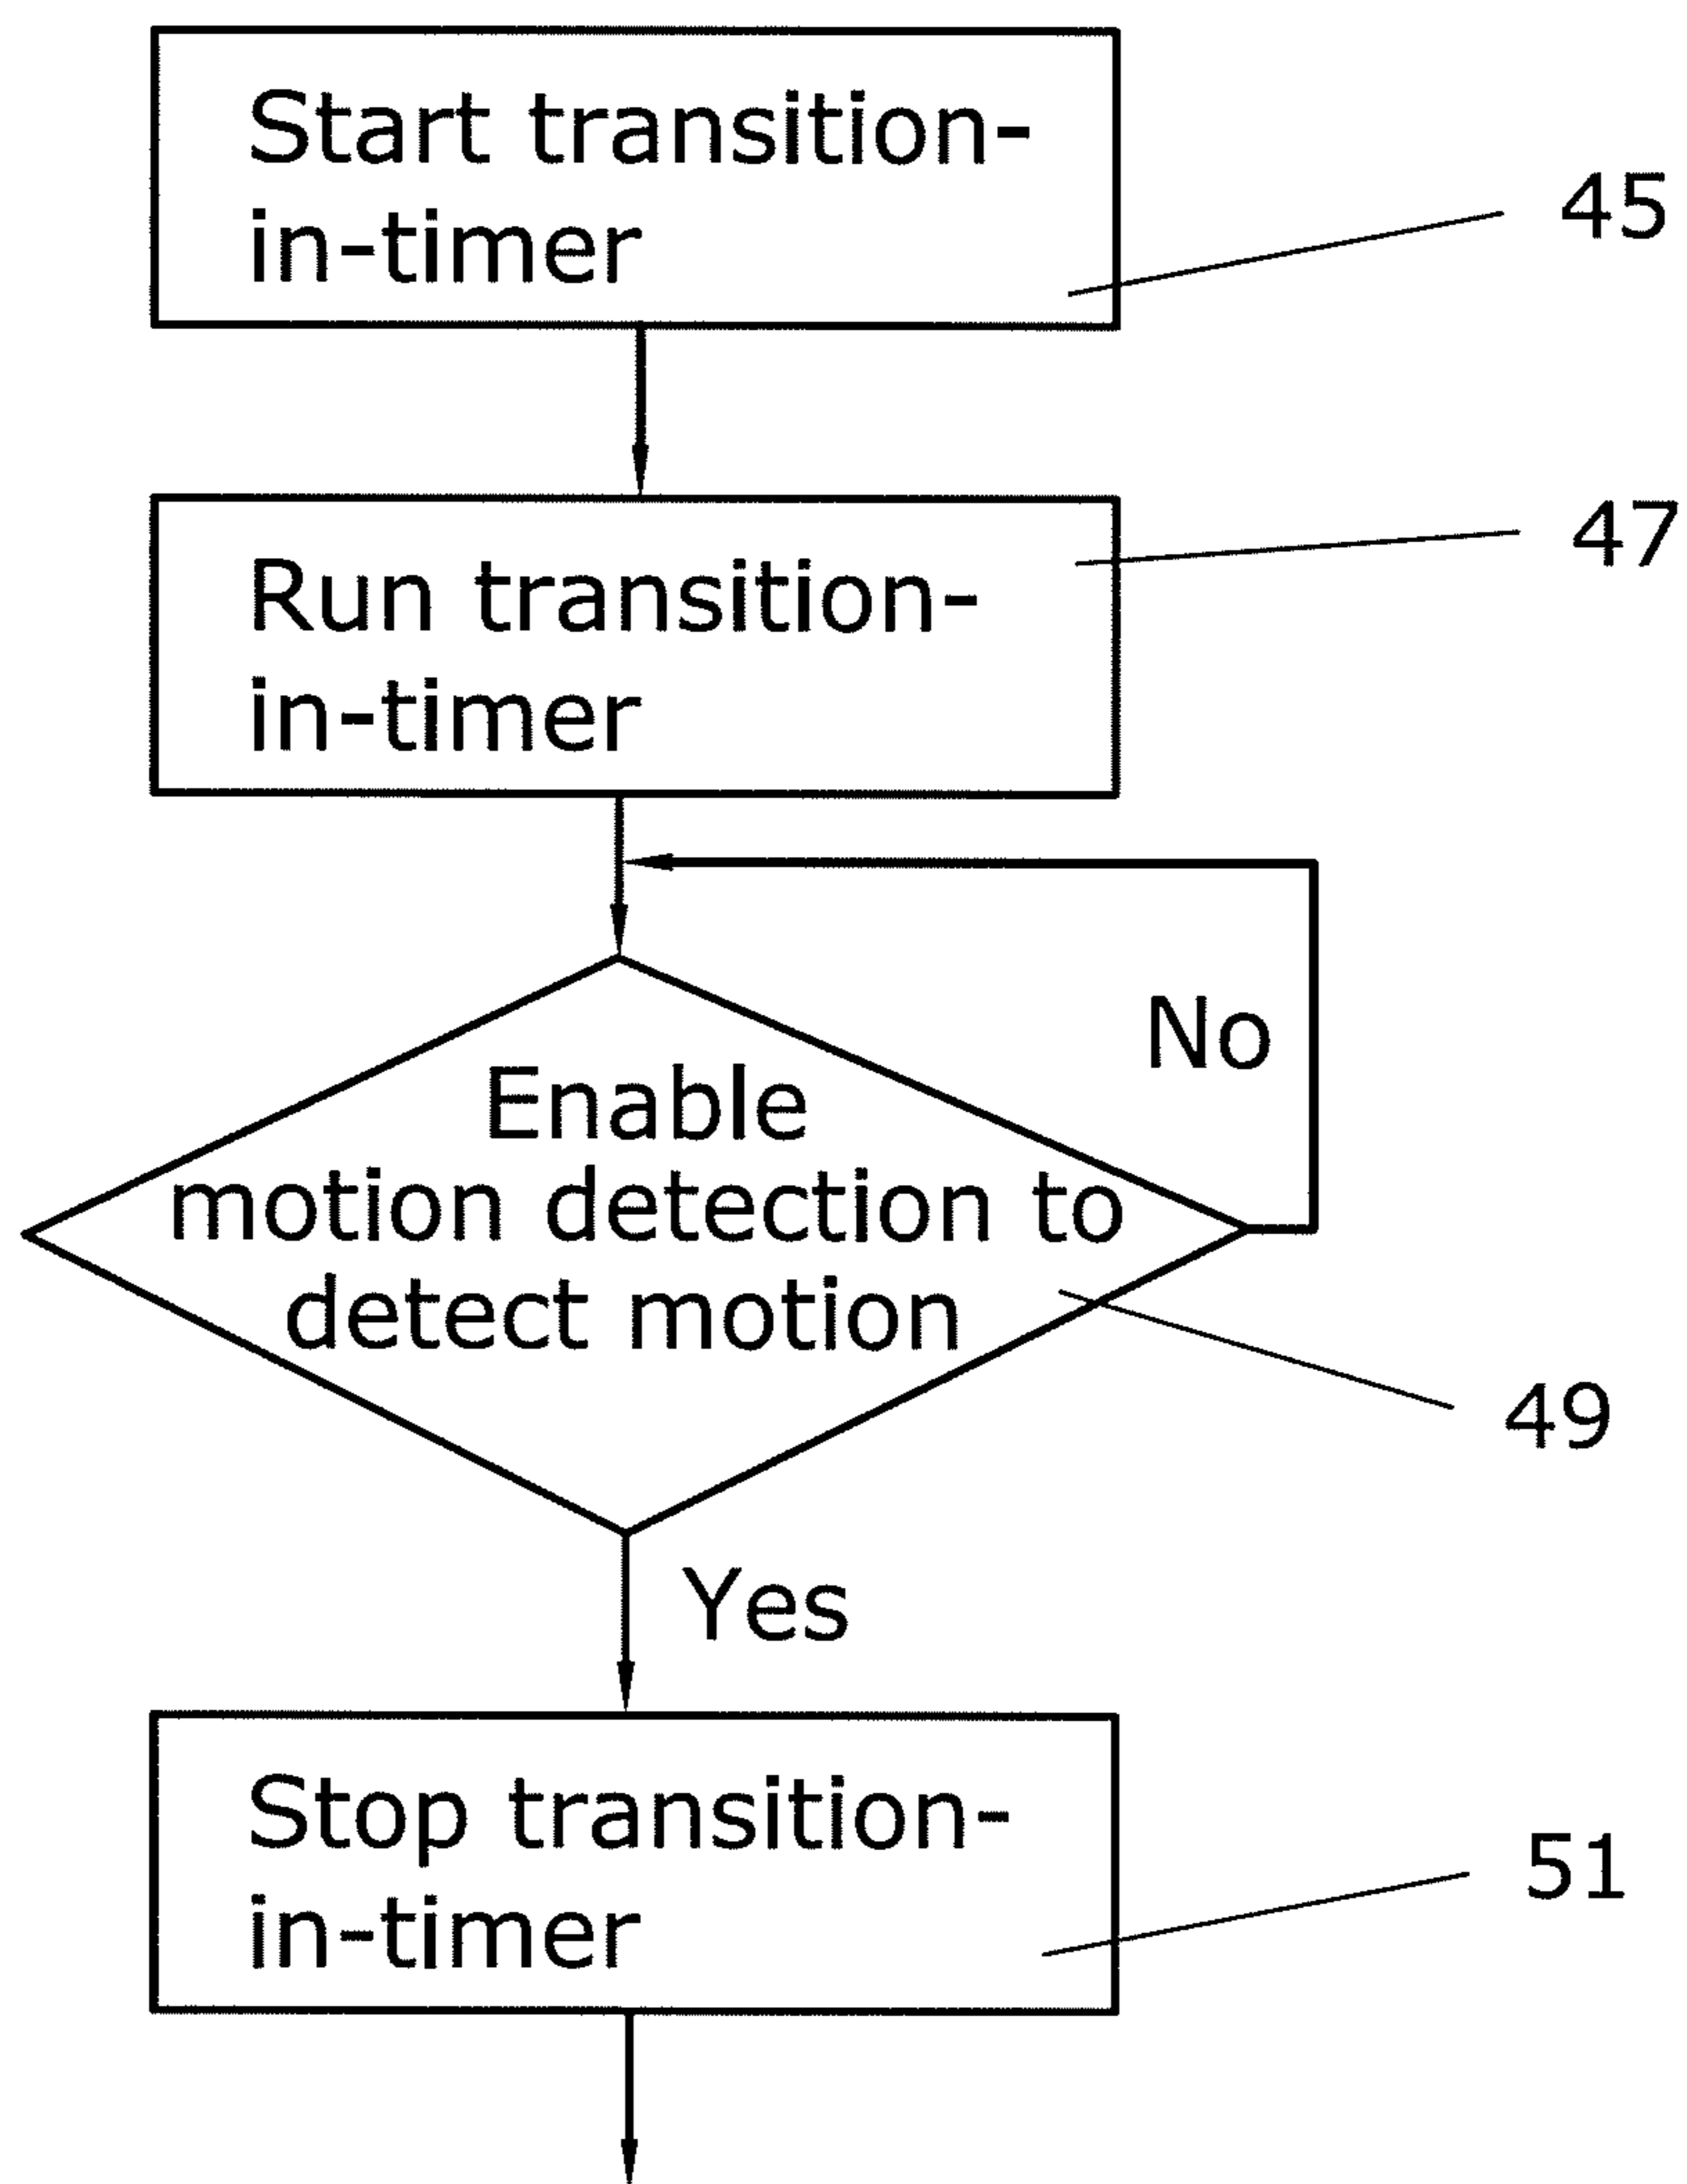 Start transition-
in-timer
45
Run transition-
in-timer
47
No
Enable
motion detection to
detect motion
49
Yes
Stop transition-
in-timer
51